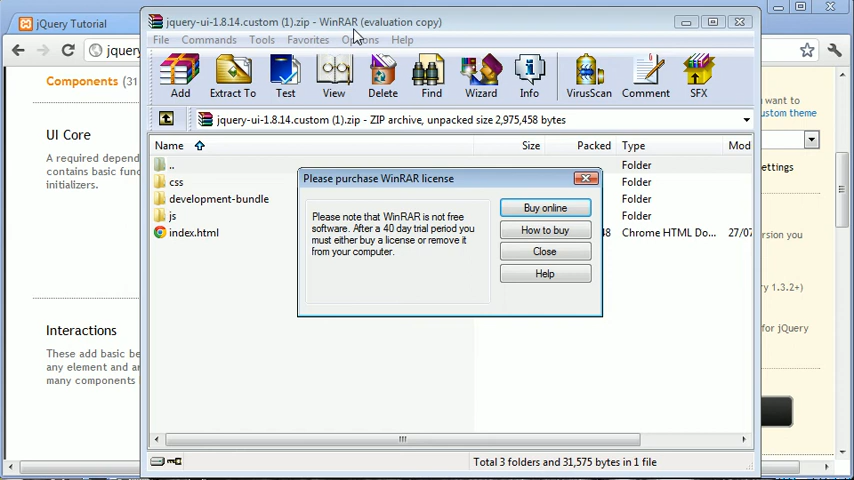 jQuery Tutorial
jquery-ui-1.8.14.custom (1).zip - WinRAR (evaluation copy)
File Commands Tools Favorites Options Help
jquery
Add Extract To Test View Delete Find Wizard Info VirusScan Comment SFX
Components (31
want to
custom theme
jquery-ui-1.8.14.custom (1).zip - ZIP archive, unpacked size 2,975,458 bytes
UI Core
Name Size Packed Type Mod
A required depend
contains basic func
initializers.
.. Folder
css Folder
development-bundle Folder
js Folder
index.html 48 Chrome HTML Do... 27/07
ettings
Please purchase WinRAR license
Please note that WinRAR is not free
software. After a 40 day trial period you
must either buy a license or remove it
from your computer.
Buy online
How to buy
Close
Help
ersion you
1.3.2+)
for jQuery
Interactions
These add basic be
any element and ar
many components
Total 3 folders and 31,575 bytes in 1 file